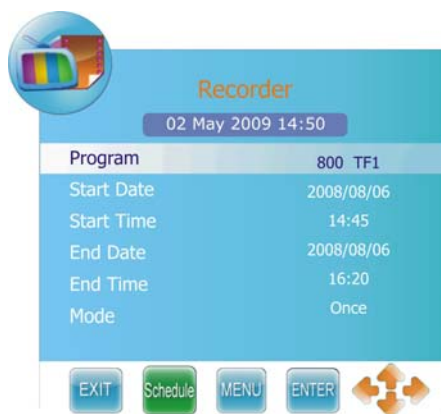 Recorder
02 May 2009 14:50
Program 800 TF1
Start Date 2008/08/06
Start Time 14:45
End Date 2008/08/06
End Time 16:20
Mode Once
EXIT Schedule MENU ENTER